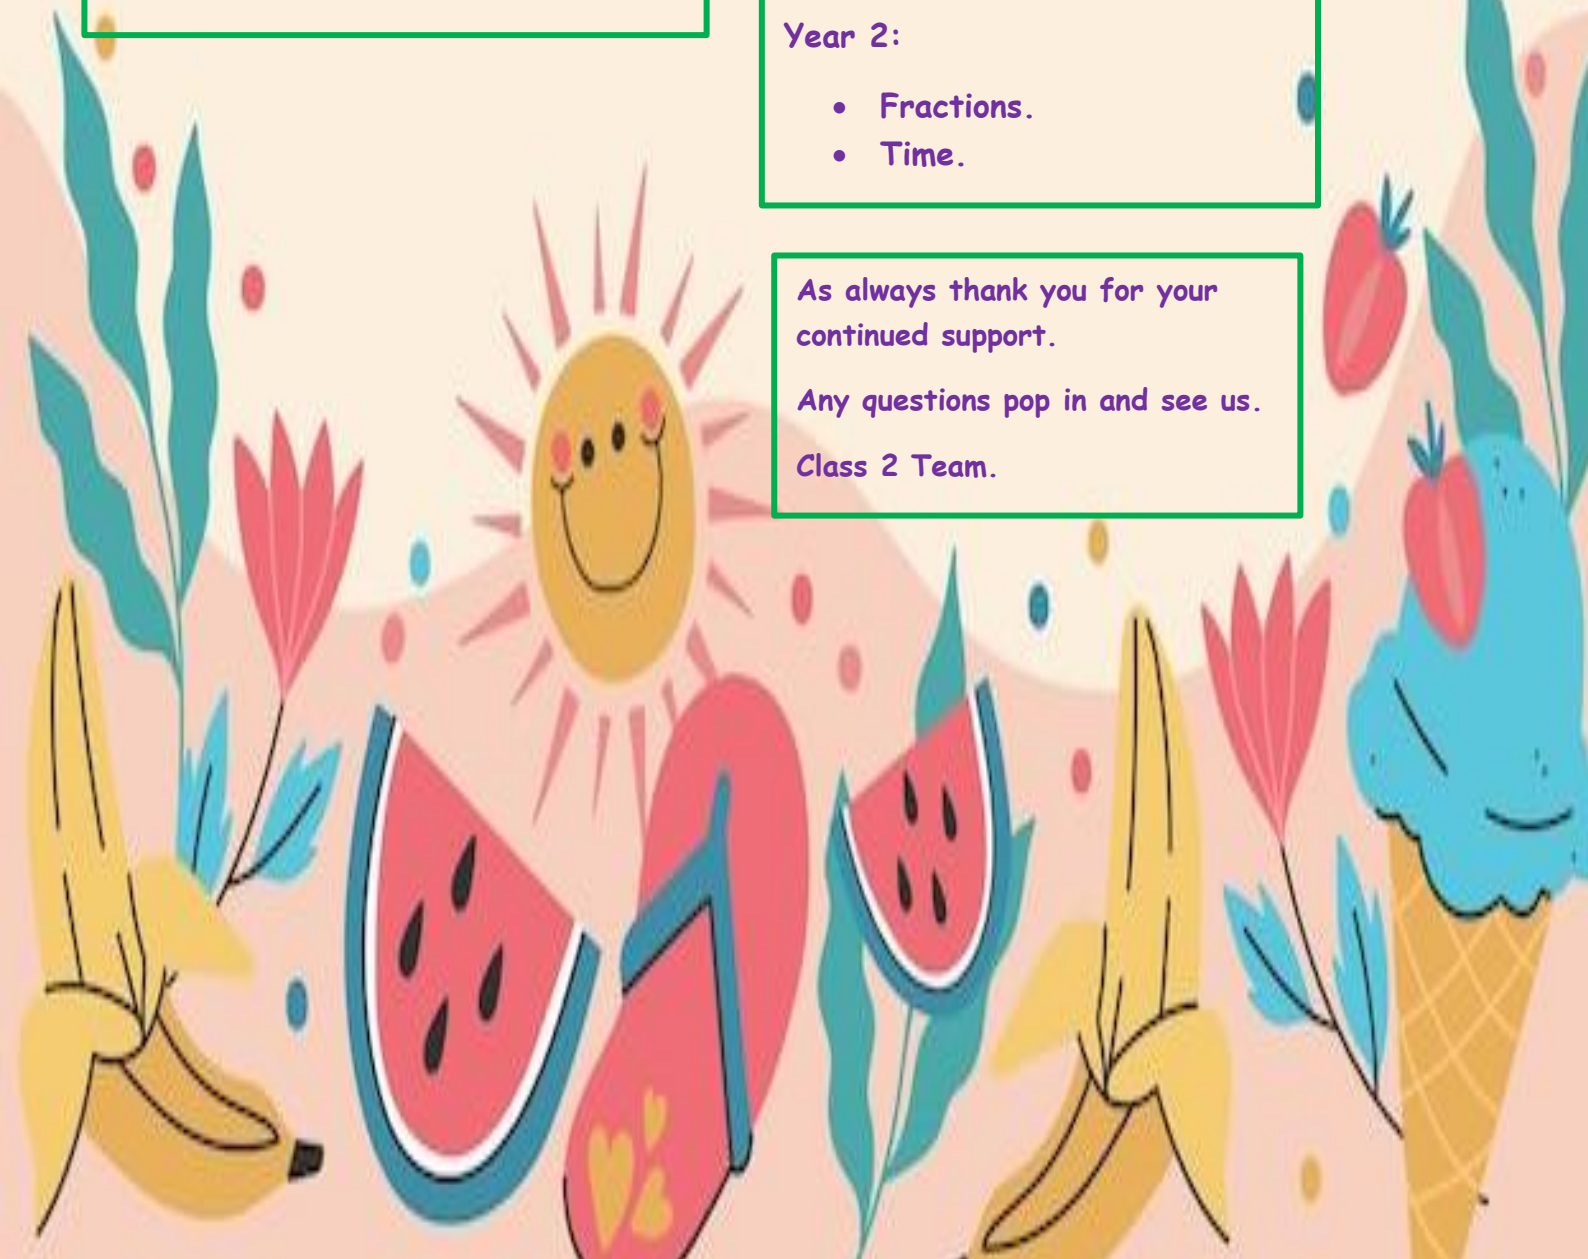 Year 2:
• Fractions.
• Time.
As always thank you for your
continued support.
Any questions pop in and see us.
Class 2 Team.